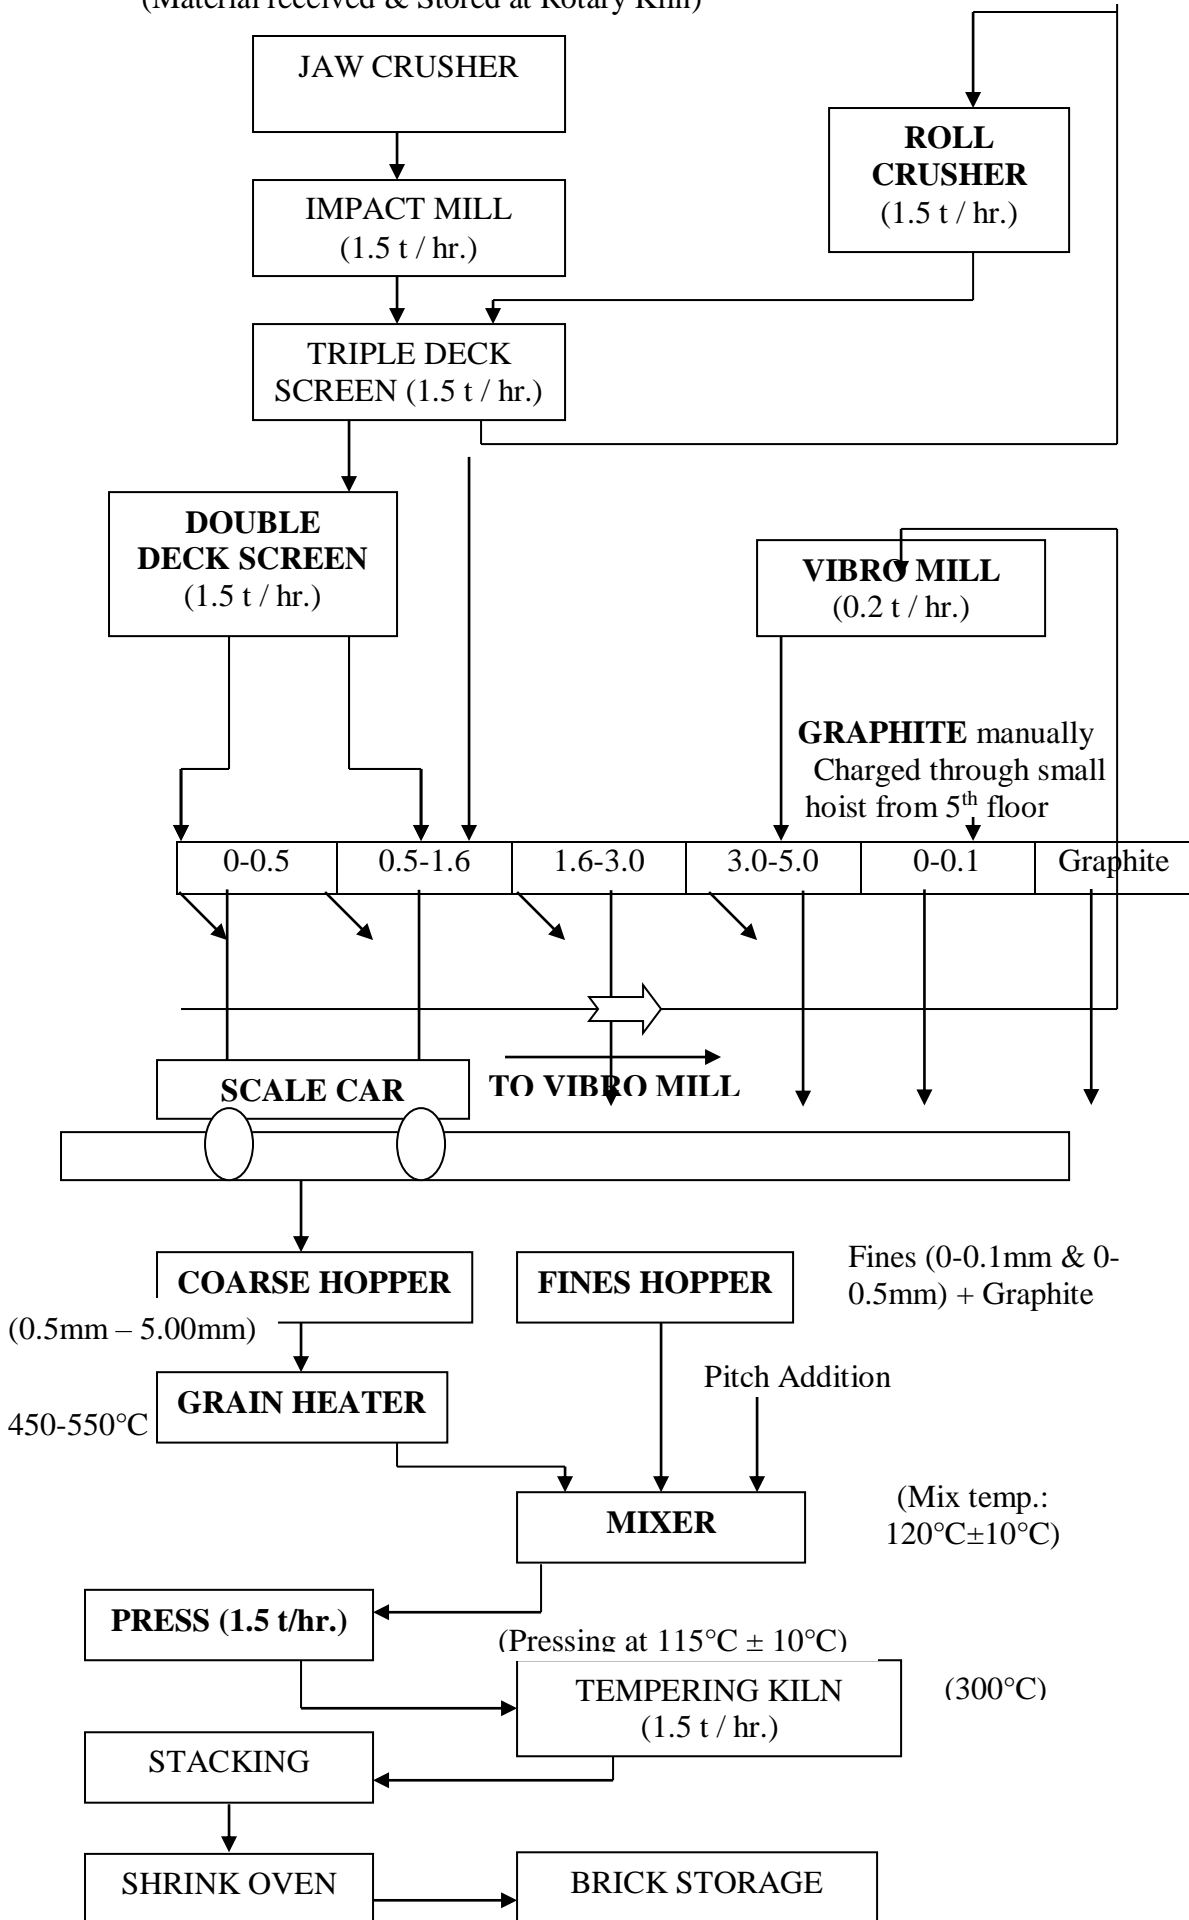 (Material received & Stored at Rotary Kiln)
JAW CRUSHER
ROLL
CRUSHER
(1.5 t / hr.)
IMPACT MILL
(1.5 t / hr.)
TRIPLE DECK
SCREEN (1.5 t / hr.)
DOUBLE
DECK SCREEN
(1.5 t / hr.)
VIBRO MILL
(0.2 t / hr.)
GRAPHITE manually
Charged through small
hoist from 5th floor
0-0.5 0.5-1.6 1.6-3.0 3.0-5.0 0-0.1 Graphite
SCALE CAR
TO VIBRO MILL
COARSE HOPPER
(0.5mm – 5.00mm)
FINES HOPPER
Fines (0-0.1mm & 0-
0.5mm) + Graphite
Pitch Addition
GRAIN HEATER
450-550°C
MIXER
(Mix temp.:
120°C±10°C)
PRESS (1.5 t/hr.)
(Pressing at 115°C ± 10°C)
TEMPERING KILN
(1.5 t / hr.)
(300°C)
STACKING
SHRINK OVEN
BRICK STORAGE